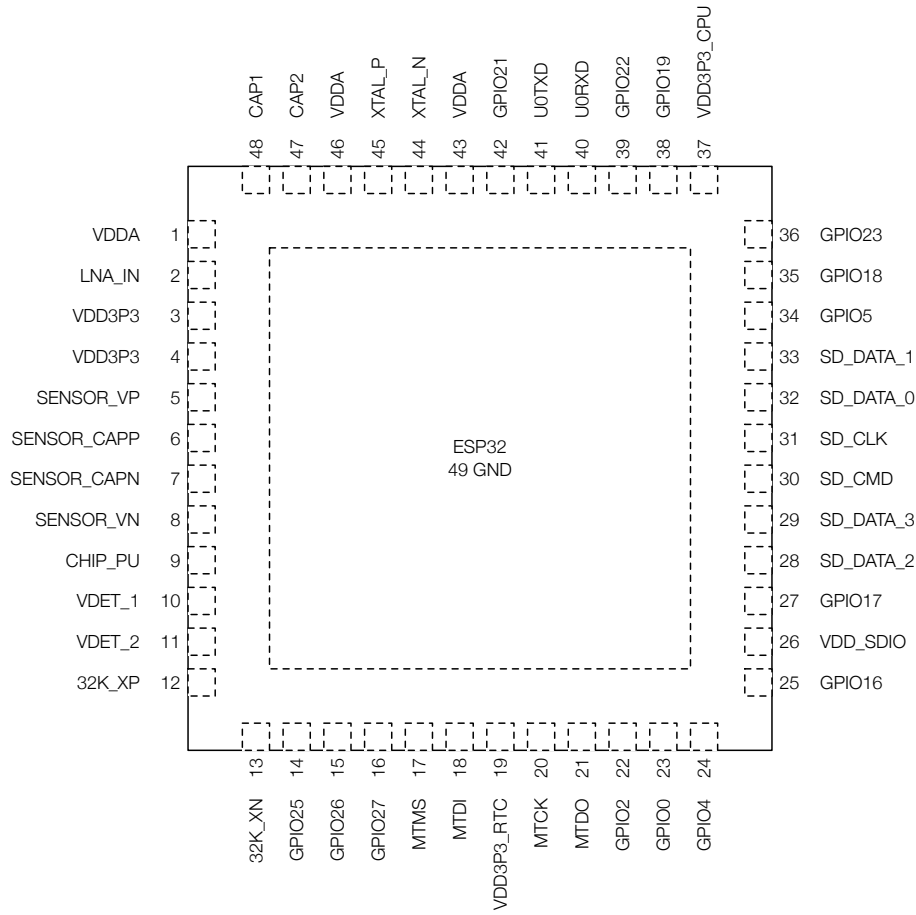 CAP1
CAP2
VDDA
XTAL_P
XTAL_N
VDDA
GPIO21
U0TXD
U0RXD
GPIO22
GPIO19
VDD3P3_CPU
48
47
46
45
44
43
42
41
40
39
38
37
VDDA 1
LNA_IN 2
VDD3P3 3
VDD3P3 4
SENSOR_VP 5
SENSOR_CAPP 6
SENSOR_CAPN 7
SENSOR_VN 8
CHIP_PU 9
VDET_1 10
VDET_2 11
32K_XP 12
ESP32
49 GND
36 GPIO23
35 GPIO18
34 GPIO5
33 SD_DATA_1
32 SD_DATA_0
31 SD_CLK
30 SD_CMD
29 SD_DATA_3
28 SD_DATA_2
27 GPIO17
26 VDD_SDIO
25 GPIO16
13
14
15
16
17
18
19
20
21
22
23
24
32K_XN
GPIO25
GPIO26
GPIO27
MTMS
MTDI
VDD3P3_RTC
MTCK
MTDO
GPIO2
GPIO0
GPIO4